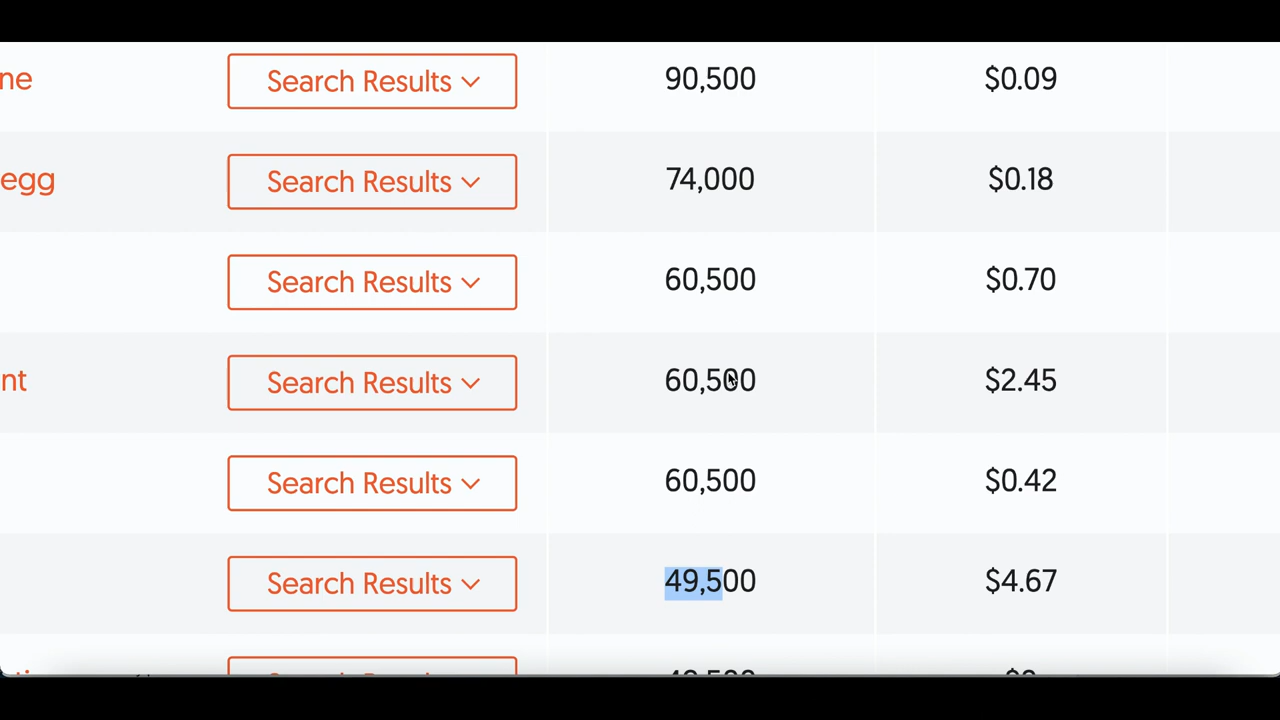 ne Search Results 90,500 $0.09
egg Search Results 74,000 $0.18
Search Results 60,500 $0.70
nt Search Results 60,500 $2.45
Search Results 60,500 $0.42
Search Results 49,500 $4.67